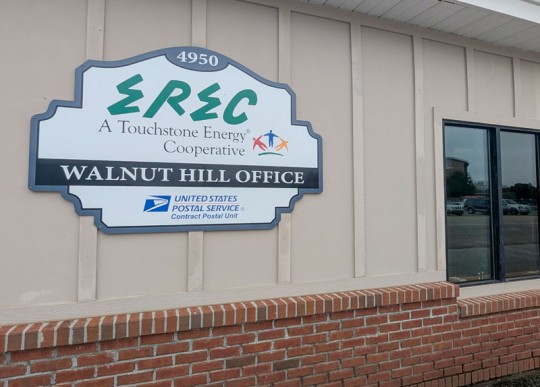 4950
EREC
A Touchstone Energy®
Cooperative
WALNUT HILL OFFICE
UNITED STATES
POSTAL SERVICE®
Contract Postal Unit